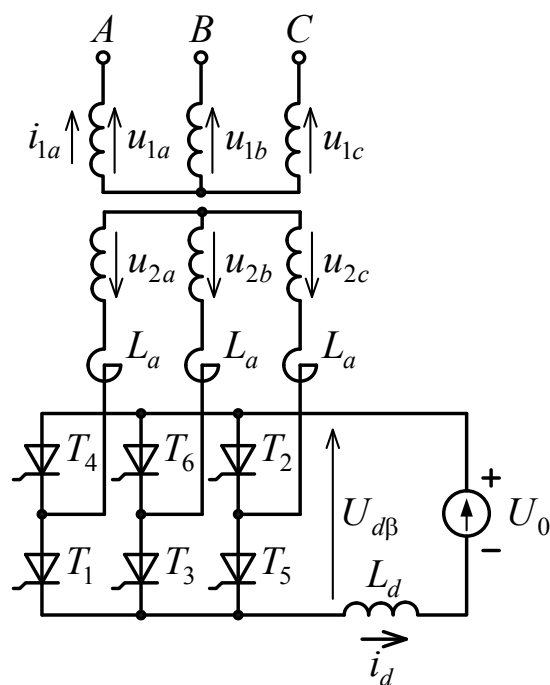 A B C
i1a u1a u1b u1c
u2a u2b u2c
La La La
T4 T6 T2
Udβ + U0 −
T1 T3 T5
Ld
id